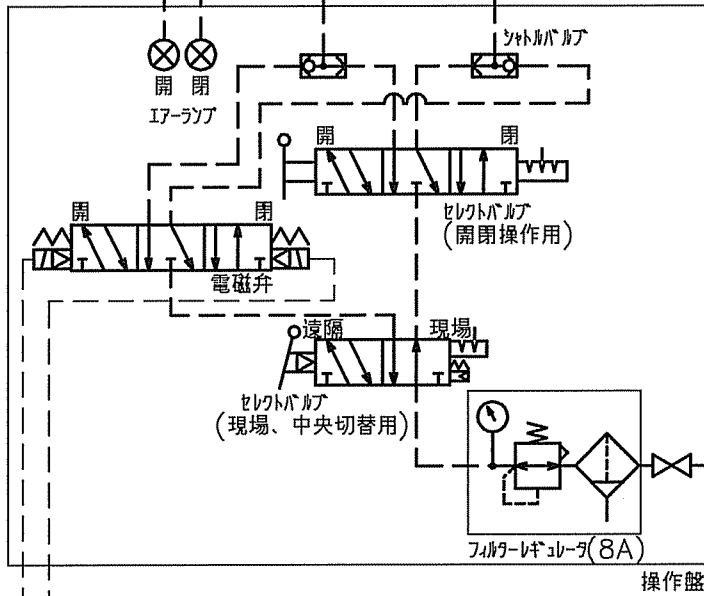 シャトルバルブ
開 閉
エアーランプ
開 閉
セレクトバルブ
(開閉操作用)
開 閉
電磁弁
遠隔 現場
セレクトバルブ
(現場、中央切替用)
フィルターレギュレータ(8A)
操作盤